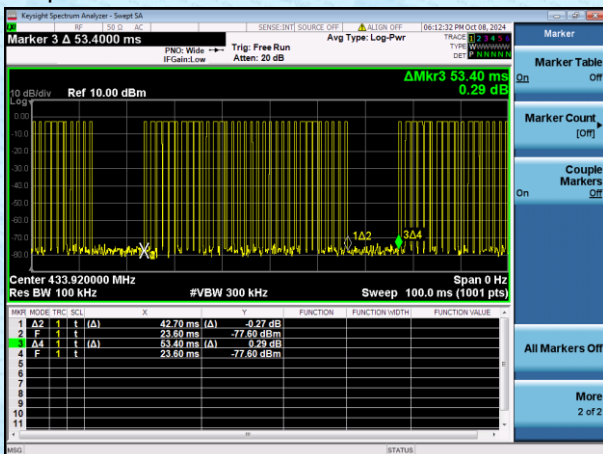 Keysight Spectrum Analyzer - Swept SA
RF 50 Ω AC SENSE:INT SOURCE OFF ALIGN OFF 06:12:32 PM Oct 08, 2024
Marker 3 Δ 53.4000 ms
PNO: Wide
IFGain:Low
Trig: Free Run
Atten: 20 dB
Avg Type: Log-Pwr
TRACE 1 2 3 4 5 6
TYPE WWWWWW
DET P NNNNN
ΔMkr3 53.40 ms
0.29 dB
10 dB/div Ref 10.00 dBm
Log
0.00
-10.0
-20.0
-30.0
-40.0
-50.0
-60.0
-70.0
-80.0
1Δ2
3Δ4
X
Center 433.920000 MHz Span 0 Hz
Res BW 100 kHz #VBW 300 kHz Sweep 100.0 ms (1001 pts)
MKR MODE TRC SCL X Y FUNCTION FUNCTION WIDTH FUNCTION VALUE
1 Δ2 1 t (Δ) 42.70 ms (Δ) -0.27 dB
2 F 1 t 23.60 ms -77.60 dBm
3 Δ4 1 t (Δ) 53.40 ms (Δ) 0.29 dB
4 F 1 t 23.60 ms -77.60 dBm
5
6
7
8
9
10
11
MSG STATUS
Marker
Marker Table
On Off
Marker Count
[Off]
Couple
Markers
On Off
All Markers Off
More
2 of 2